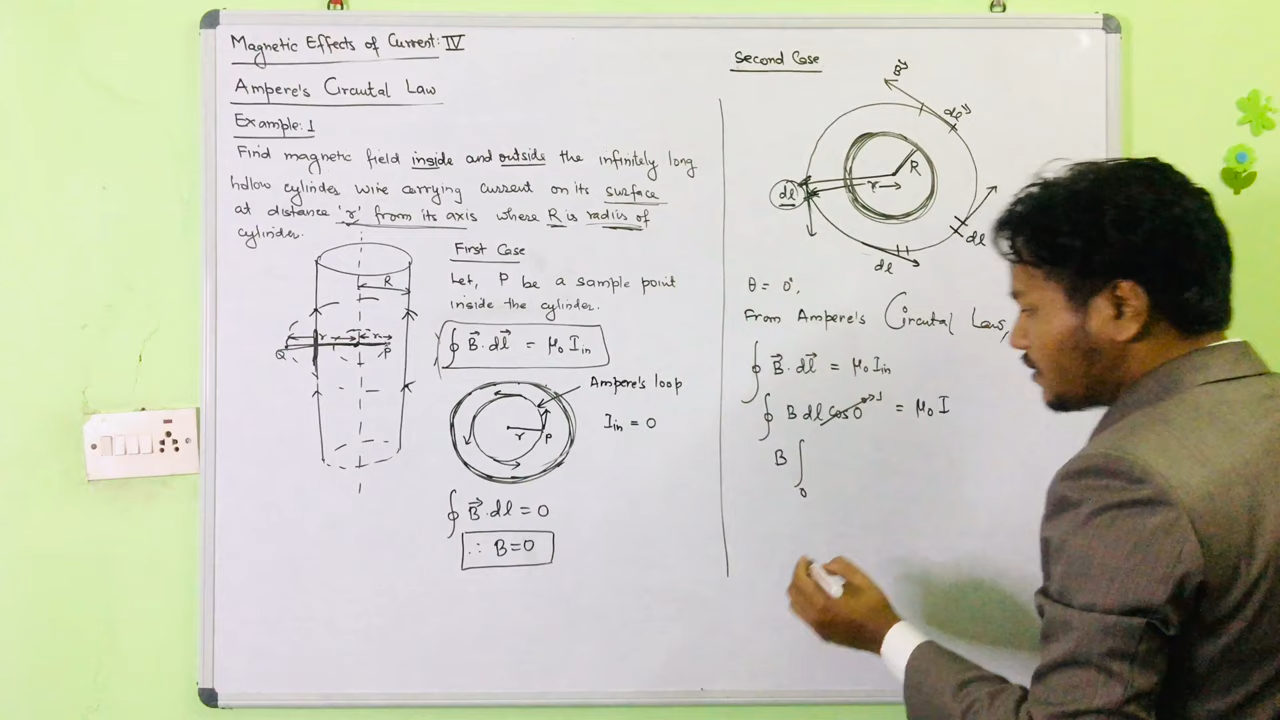 Magnetic Effects of Current: IV
Ampere's Circutal Law
Example: 1
Find magnetic field inside and outside the infinitely long
hollow cylinder wire carrying current on its surface
at distance 'r' from its axis where R is radius of
cylinder.
R
r
r
Q
P
First Case
Let, P be a sample point
inside the cylinder.
∮ B⃗ . dl⃗ = μ₀ Iin
Ampere's loop
r
P
Iin = 0
∮ B⃗ . dl = 0
∴ B = 0
Second Case
B⃗
dl⃗
R
r
dl
dl
dl
θ = 0°,
From Ampere's Circutal Law,
∮ B⃗ . dl⃗ = μ₀ Iin
∮ B dl cos 0° 1 = μ₀ I
B ∫₀